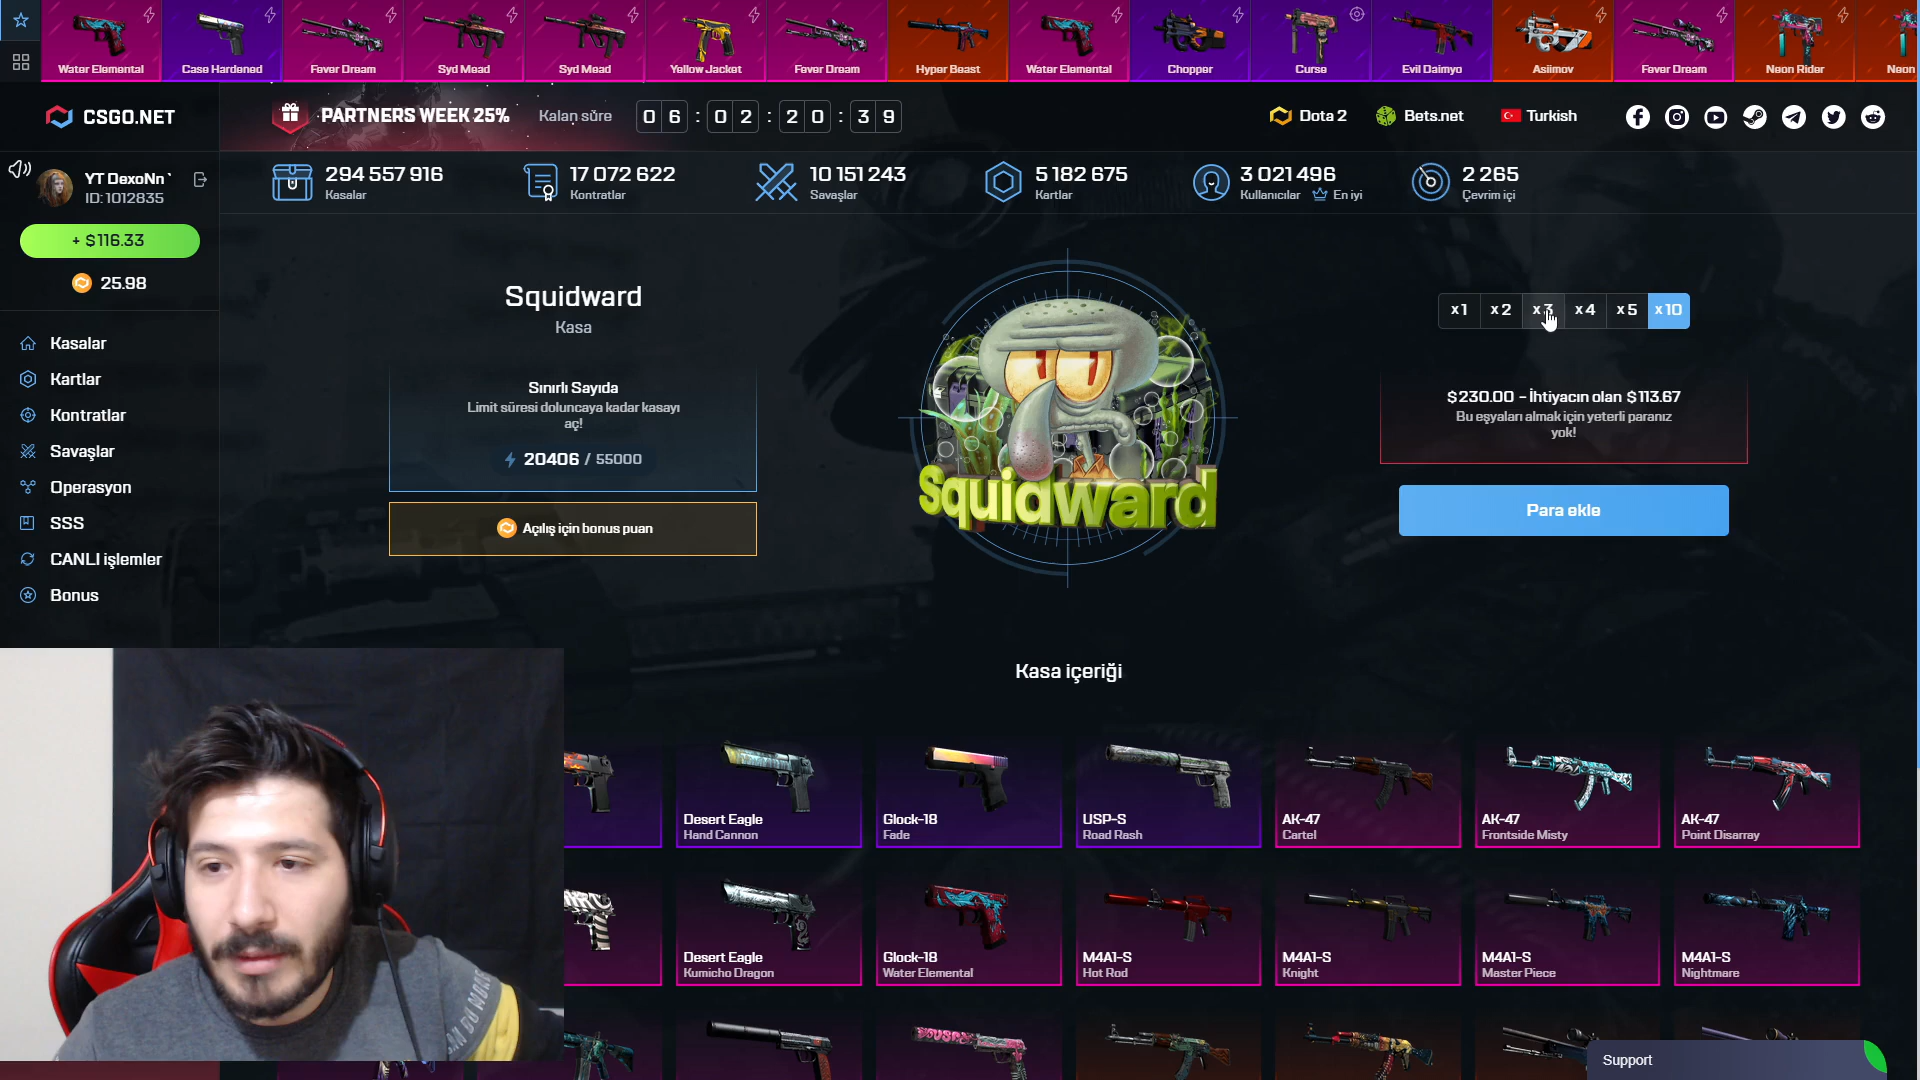 Water Elemental
Case Hardened
Fever Dream
Syd Mead
Syd Mead
Yellow Jacket
Fever Dream
Hyper Beast
Water Elemental
Chopper
Curse
Evil Daimyo
Asiimov
Fever Dream
Neon Rider
Neon
CSGO.NET
PARTNERS WEEK 25%
Kalan süre
06 : 02 : 20 : 39
Dota 2
Bets.net
Turkish
YT DexoNn `
ID: 1012835
+ $116.33
25.98
294 557 916
Kasalar
17 072 622
Kontratlar
10 151 243
Savaşlar
5 182 675
Kartlar
3 021 496
Kullanıcılar
En iyi
2 265
Çevrim içi
Kasalar
Kartlar
Kontratlar
Savaşlar
Operasyon
SSS
CANLI işlemler
Bonus
Squidward
Kasa
Sınırlı Sayıda
Limit süresi doluncaya kadar kasayı
aç!
20406 / 55000
Açılış için bonus puan
Squidward
x1
x2
x3
x4
x5
x10
$230.00 - İhtiyacın olan $113.67
Bu eşyaları almak için yeterli paranız
yok!
Para ekle
Kasa içeriği
Desert Eagle
Hand Cannon
Glock-18
Fade
USP-S
Road Rash
AK-47
Cartel
AK-47
Frontside Misty
AK-47
Point Disarray
Desert Eagle
Kumicho Dragon
Glock-18
Water Elemental
M4A1-S
Hot Rod
M4A1-S
Knight
M4A1-S
Master Piece
M4A1-S
Nightmare
Support